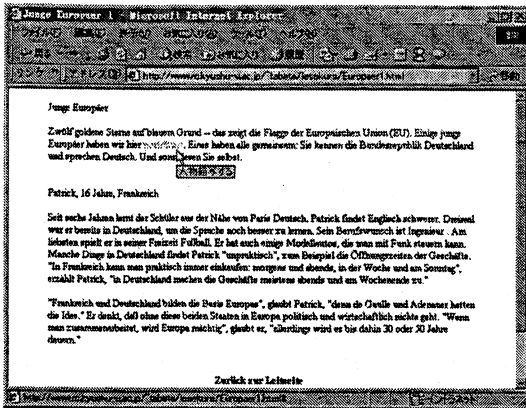 Junge Europäer 1 - Microsoft Internet Explorer
Junge Europäer
Zwölf goldene Sterne auf blauem Grund -- das zeigt die Flagge der Europäischen Union (EU). Einige junge
Europäer haben wir hier Eines haben alle gemeinsam: Sie kennen die Bundesrepublik Deutschland
und sprechen Deutsch. Und sonst? Lesen Sie selbst.
Patrick, 16 Jahre, Frankreich
Seit sechs Jahren lernt der Schüler aus der Nähe von Paris Deutsch. Patrick findet Englisch schwerer. Dreimal
war er bereits in Deutschland, um die Sprache noch besser zu lernen. Sein Berufswunsch ist Ingenieur. Am
liebsten spielt er in seiner Freizeit Fußball. Er hat auch einige Modellautos, die man mit Funk steuern kann.
Manche Dinge in Deutschland findet Patrick "unpraktisch", zum Beispiel die Öffnungszeiten der Geschäfte.
"In Frankreich kann man praktisch immer einkaufen: morgens und abends, in der Woche und am Sonntag",
erzählt Patrick, "in Deutschland machen die Geschäfte meistens abends und am Wochenende zu."
"Frankreich und Deutschland bilden die Basis Europas", glaubt Patrick, "denn de Gaulle und Adenauer hatten
die Idee." Er denkt, daß ohne diese beiden Staaten in Europa politisch und wirtschaftlich nichts geht. "Wenn
man zusammenarbeitet, wird Europa mächtig", glaubt er, "allerdings wird es bis dahin 30 oder 50 Jahre
dauern."
Zurück zur Leitseite